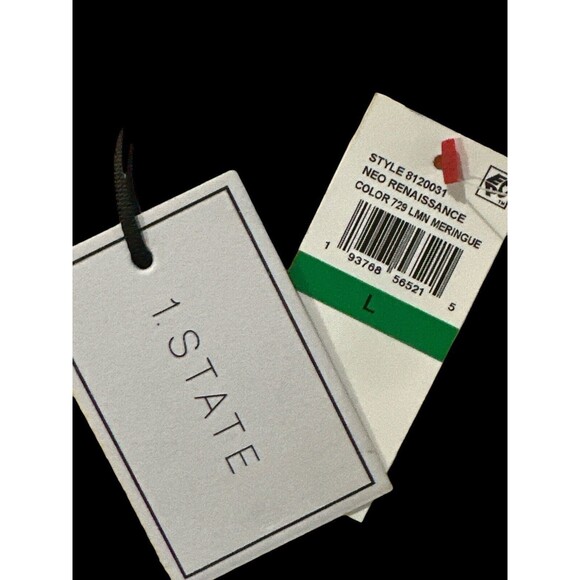 1.STATE
STYLE 8120031
NEO RENAISSANCE
COLOR 729 LMN MERINGUE
1 93768 56521 5
L